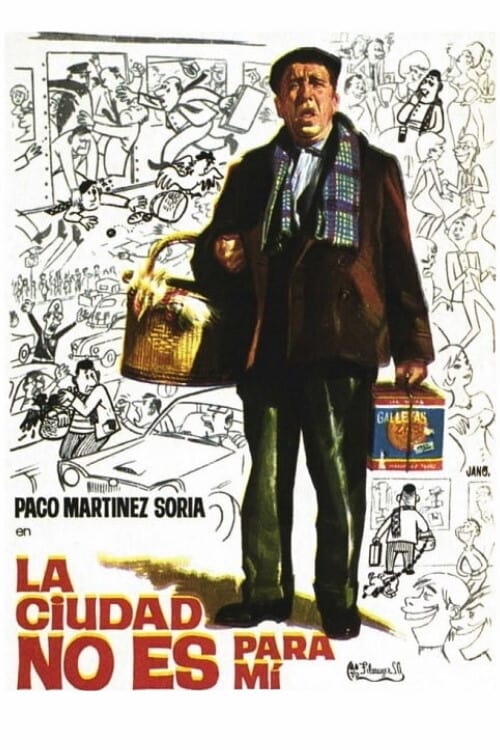 GALLETAS
JANO.
PACO MARTINEZ SORIA
en
LA
CIUDAD
NO ES PARA
MÍ